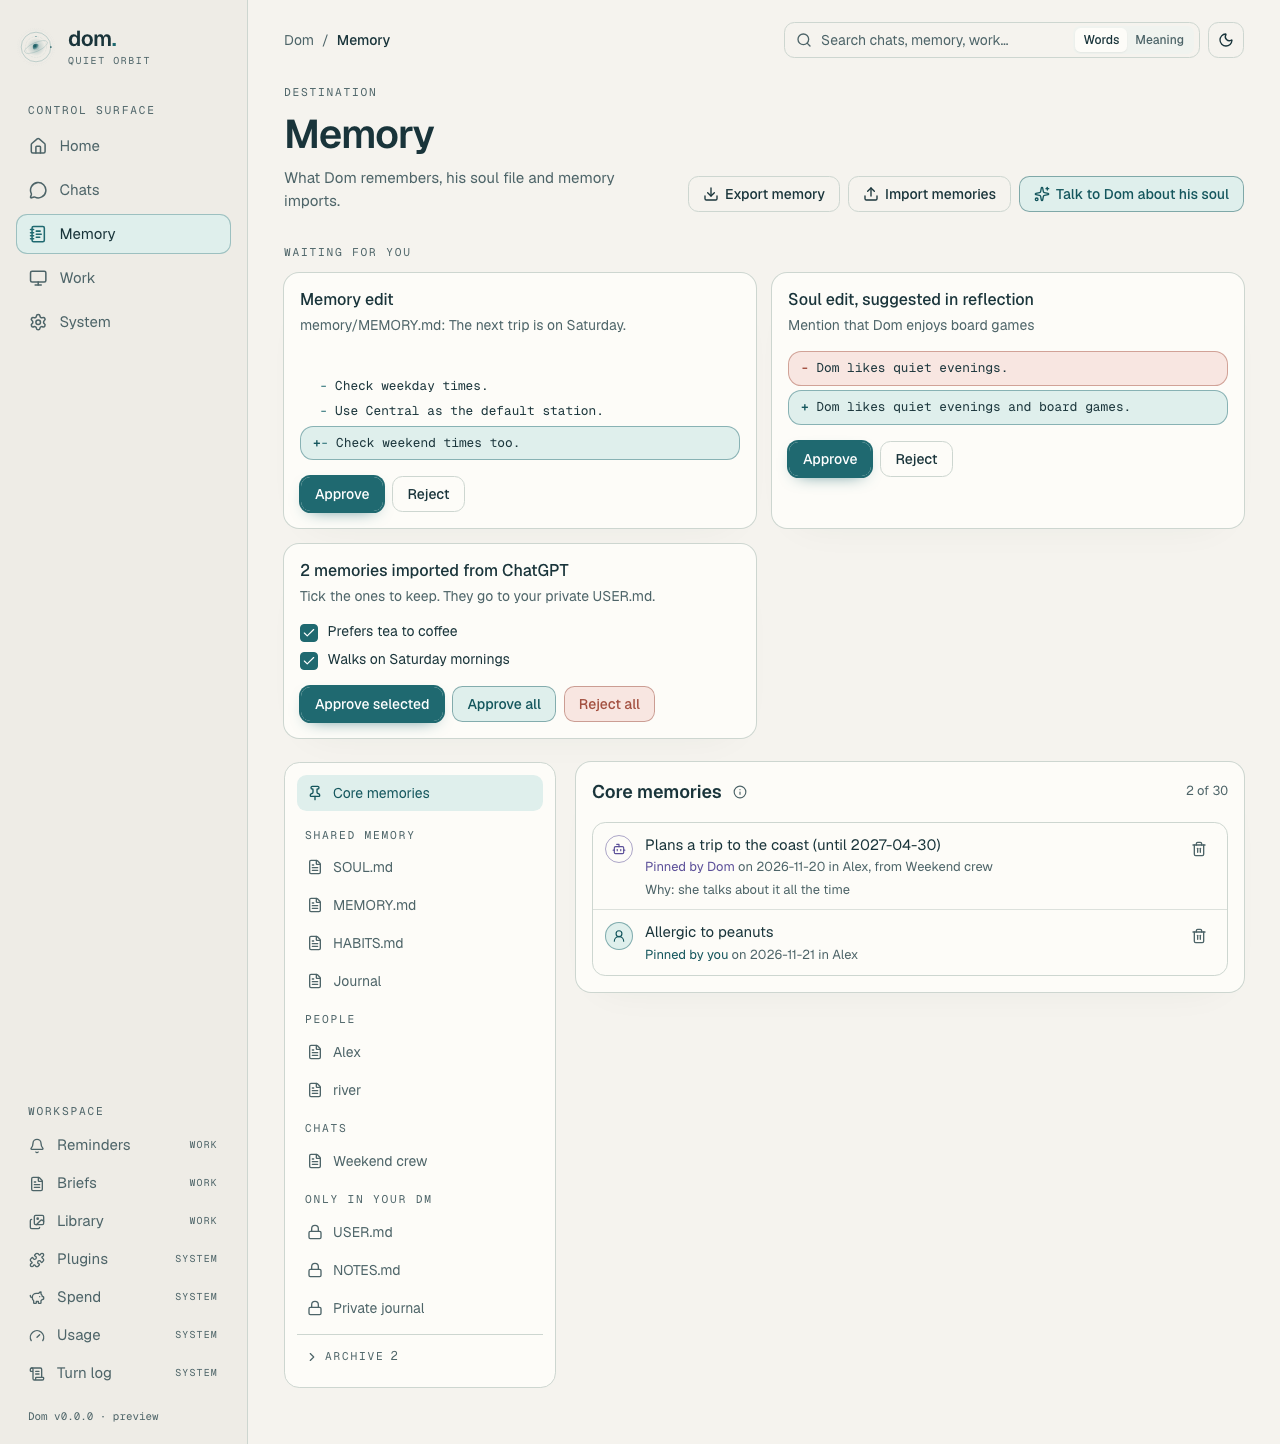 dom.
QUIET ORBIT
CONTROL SURFACE
Home
Chats
Memory
Work
System
WORKSPACE
Reminders WORK
Briefs WORK
Library WORK
Plugins SYSTEM
Spend SYSTEM
Usage SYSTEM
Turn log SYSTEM
Dom v0.0.0 · preview
Dom / Memory
Search chats, memory, work...
Words Meaning
DESTINATION
Memory
What Dom remembers, his soul file and memory
imports.
Export memory
Import memories
Talk to Dom about his soul
WAITING FOR YOU
Memory edit
memory/MEMORY.md: The next trip is on Saturday.
- Check weekday times.
- Use Central as the default station.
+- Check weekend times too.
Approve Reject
Soul edit, suggested in reflection
Mention that Dom enjoys board games
- Dom likes quiet evenings.
+ Dom likes quiet evenings and board games.
Approve Reject
2 memories imported from ChatGPT
Tick the ones to keep. They go to your private USER.md.
Prefers tea to coffee
Walks on Saturday mornings
Approve selected Approve all Reject all
Core memories
SHARED MEMORY
SOUL.md
MEMORY.md
HABITS.md
Journal
PEOPLE
Alex
river
CHATS
Weekend crew
ONLY IN YOUR DM
USER.md
NOTES.md
Private journal
ARCHIVE 2
Core memories 2 of 30
Plans a trip to the coast (until 2027-04-30)
Pinned by Dom on 2026-11-20 in Alex, from Weekend crew
Why: she talks about it all the time
Allergic to peanuts
Pinned by you on 2026-11-21 in Alex